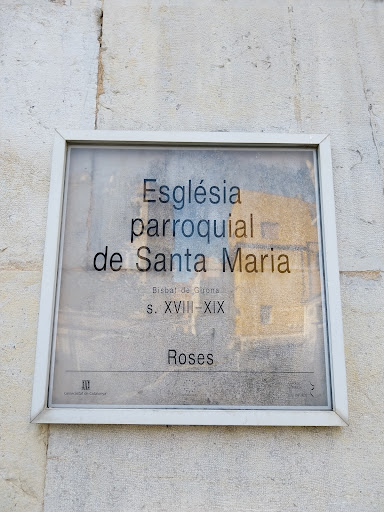 Església
parroquial
de Santa Maria
Bisbat de Girona
s. XVIII-XIX
Roses